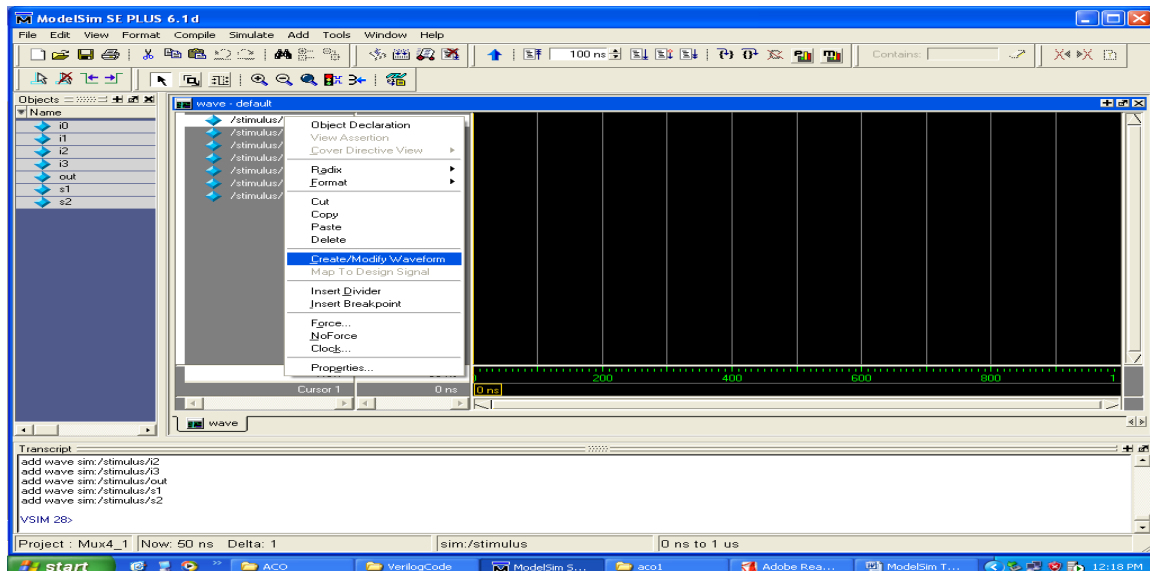 ModelSim SE PLUS 6.1d
File Edit View Format Compile Simulate Add Tools Window Help
100 ns
Contains:
Objects
Name
i0
i1
i2
i3
out
s1
s2
wave - default
/stimulus/
/stimulus/
/stimulus/
/stimulus/
/stimulus/
/stimulus/
/stimulus/
Object Declaration
View Assertion
Cover Directive View
Radix
Format
Cut
Copy
Paste
Delete
Create/Modify Waveform
Map To Design Signal
Insert Divider
Insert Breakpoint
Force...
NoForce
Clock...
Properties...
200 400 600 800 1
Cursor 1 0 ns 0 ns
wave
Transcript
add wave sim:/stimulus/i2
add wave sim:/stimulus/i3
add wave sim:/stimulus/out
add wave sim:/stimulus/s1
add wave sim:/stimulus/s2
VSIM 28>
Project : Mux4_1 Now: 50 ns Delta: 1 sim:/stimulus 0 ns to 1 us
start ACO VerilogCode ModelSim S... aco1 Adobe Rea... ModelSim T... 12:18 PM